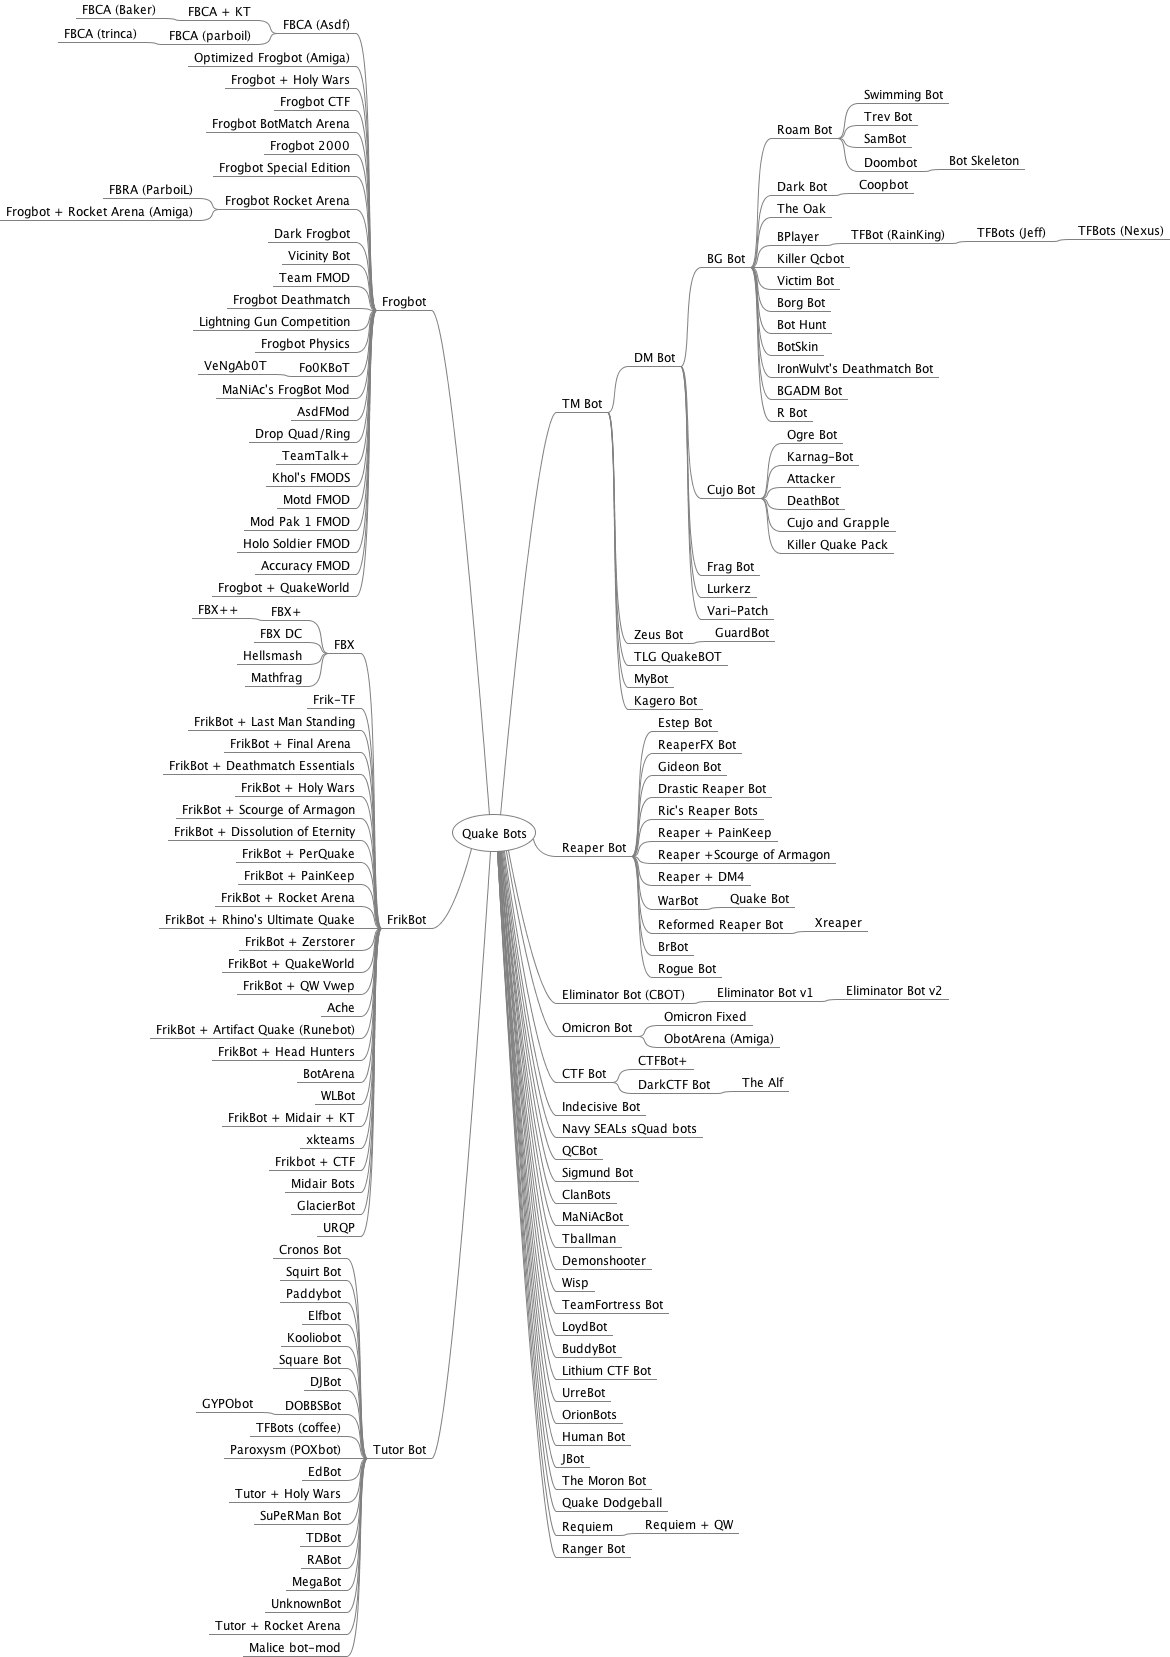 Quake Bots
Frogbot
FBCA (Asdf)
FBCA + KT
FBCA (Baker)
FBCA (parboil)
FBCA (trinca)
Optimized Frogbot (Amiga)
Frogbot + Holy Wars
Frogbot CTF
Frogbot BotMatch Arena
Frogbot 2000
Frogbot Special Edition
Frogbot Rocket Arena
FBRA (ParboiL)
Frogbot + Rocket Arena (Amiga)
Dark Frogbot
Vicinity Bot
Team FMOD
Frogbot Deathmatch
Lightning Gun Competition
Frogbot Physics
Fo0KBoT
VeNgAb0T
MaNiAc's FrogBot Mod
AsdFMod
Drop Quad/Ring
TeamTalk+
Khol's FMODS
Motd FMOD
Mod Pak 1 FMOD
Holo Soldier FMOD
Accuracy FMOD
Frogbot + QuakeWorld
FrikBot
FBX
FBX+
FBX++
FBX DC
Hellsmash
Mathfrag
Frik-TF
FrikBot + Last Man Standing
FrikBot + Final Arena
FrikBot + Deathmatch Essentials
FrikBot + Holy Wars
FrikBot + Scourge of Armagon
FrikBot + Dissolution of Eternity
FrikBot + PerQuake
FrikBot + PainKeep
FrikBot + Rocket Arena
FrikBot + Rhino's Ultimate Quake
FrikBot + Zerstorer
FrikBot + QuakeWorld
FrikBot + QW Vwep
Ache
FrikBot + Artifact Quake (Runebot)
FrikBot + Head Hunters
BotArena
WLBot
FrikBot + Midair + KT
xkteams
Frikbot + CTF
Midair Bots
GlacierBot
URQP
Tutor Bot
Cronos Bot
Squirt Bot
Paddybot
Elfbot
Kooliobot
Square Bot
DJBot
DOBBSBot
GYPObot
TFBots (coffee)
Paroxysm (POXbot)
EdBot
Tutor + Holy Wars
SuPeRMan Bot
TDBot
RABot
MegaBot
UnknownBot
Tutor + Rocket Arena
Malice bot-mod
TM Bot
DM Bot
BG Bot
Roam Bot
Swimming Bot
Trev Bot
SamBot
Doombot
Bot Skeleton
Dark Bot
Coopbot
The Oak
BPlayer
TFBot (RainKing)
TFBots (Jeff)
TFBots (Nexus)
Killer Qcbot
Victim Bot
Borg Bot
Bot Hunt
BotSkin
IronWulvt's Deathmatch Bot
BGADM Bot
R Bot
Cujo Bot
Ogre Bot
Karnag-Bot
Attacker
DeathBot
Cujo and Grapple
Killer Quake Pack
Frag Bot
Lurkerz
Vari-Patch
Zeus Bot
GuardBot
TLG QuakeBOT
MyBot
Kagero Bot
Reaper Bot
Estep Bot
ReaperFX Bot
Gideon Bot
Drastic Reaper Bot
Ric's Reaper Bots
Reaper + PainKeep
Reaper +Scourge of Armagon
Reaper + DM4
WarBot
Quake Bot
Reformed Reaper Bot
Xreaper
BrBot
Rogue Bot
Eliminator Bot (CBOT)
Eliminator Bot v1
Eliminator Bot v2
Omicron Bot
Omicron Fixed
ObotArena (Amiga)
CTF Bot
CTFBot+
DarkCTF Bot
The Alf
Indecisive Bot
Navy SEALs sQuad bots
QCBot
Sigmund Bot
ClanBots
MaNiAcBot
Tballman
Demonshooter
Wisp
TeamFortress Bot
LoydBot
BuddyBot
Lithium CTF Bot
UrreBot
OrionBots
Human Bot
JBot
The Moron Bot
Quake Dodgeball
Requiem
Requiem + QW
Ranger Bot